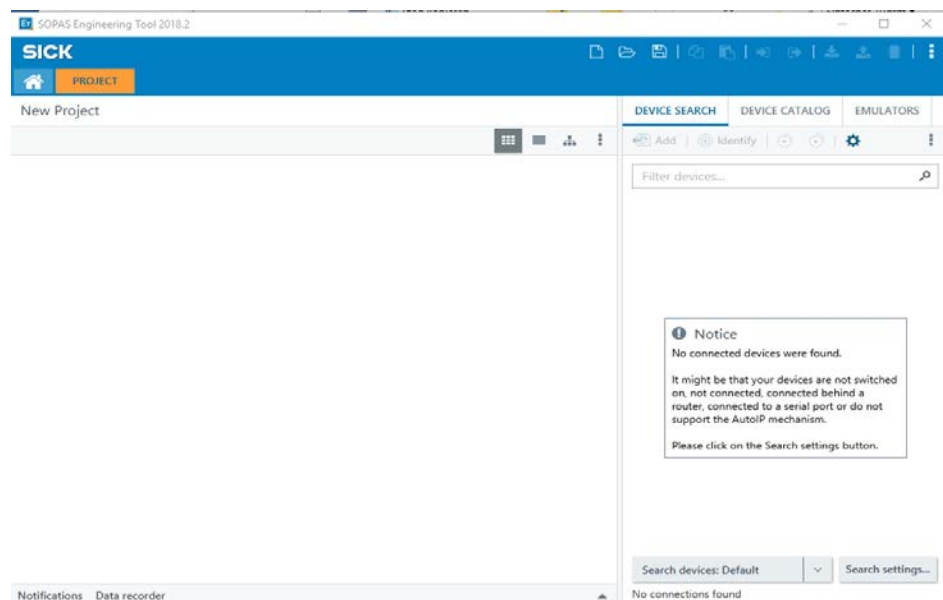 SOPAS Engineering Tool 2018.2
SICK
PROJECT
New Project
DEVICE SEARCH
DEVICE CATALOG
EMULATORS
Add
Identify
Filter devices...
Notice
No connected devices were found.
It might be that your devices are not switched
on, not connected, connected behind a
router, connected to a serial port or do not
support the AutoIP mechanism.
Please click on the Search settings button.
Search devices: Default
Search settings...
Notifications
Data recorder
No connections found